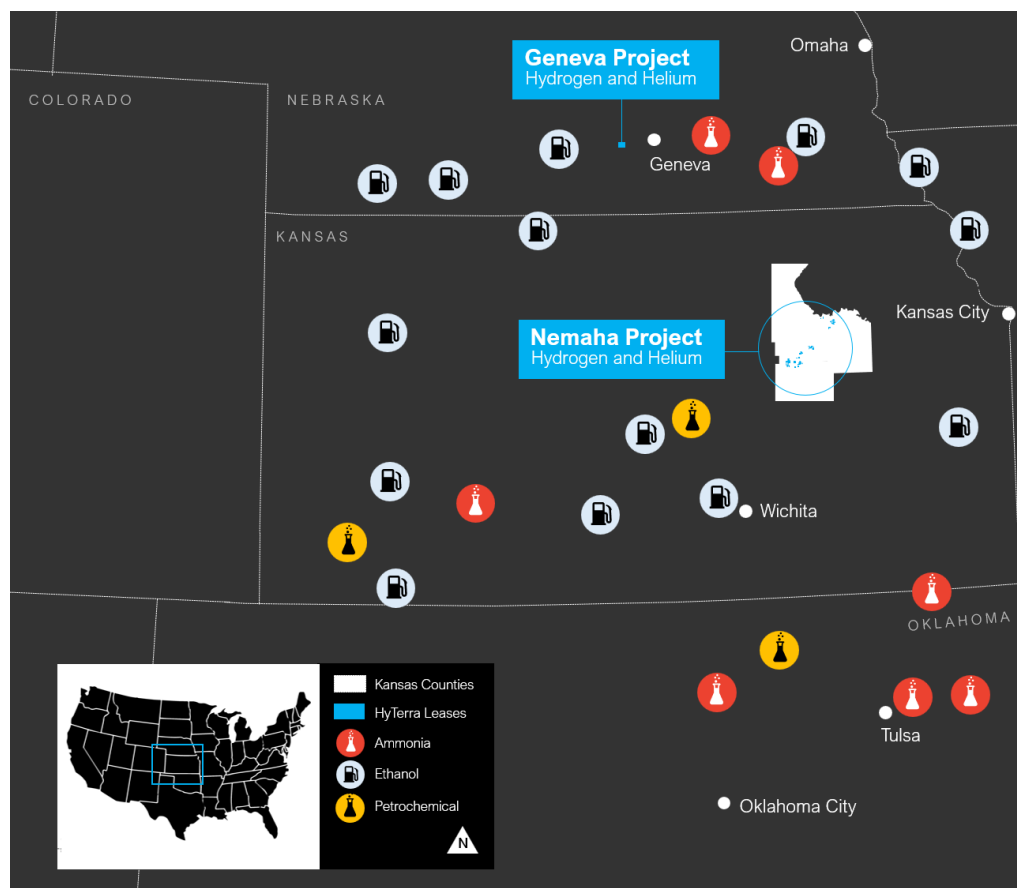 Omaha
Geneva Project
Hydrogen and Helium
COLORADO
NEBRASKA
Geneva
KANSAS
Kansas City
Nemaha Project
Hydrogen and Helium
Wichita
OKLAHOMA
Kansas Counties
HyTerra Leases
Ammonia
Ethanol
Petrochemical
N
Tulsa
Oklahoma City